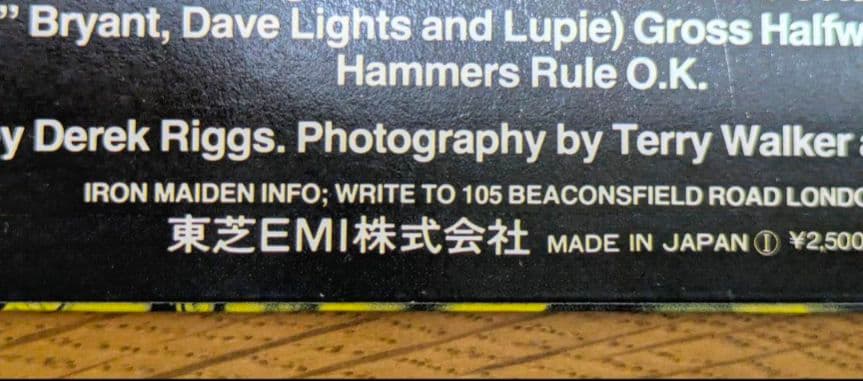 ” Bryant, Dave Lights and Lupie) Gross Halfw
Hammers Rule O.K.
y Derek Riggs. Photography by Terry Walker a
IRON MAIDEN INFO; WRITE TO 105 BEACONSFIELD ROAD LONDO
東芝EMI株式会社 MADE IN JAPAN Ⓘ ¥2,500